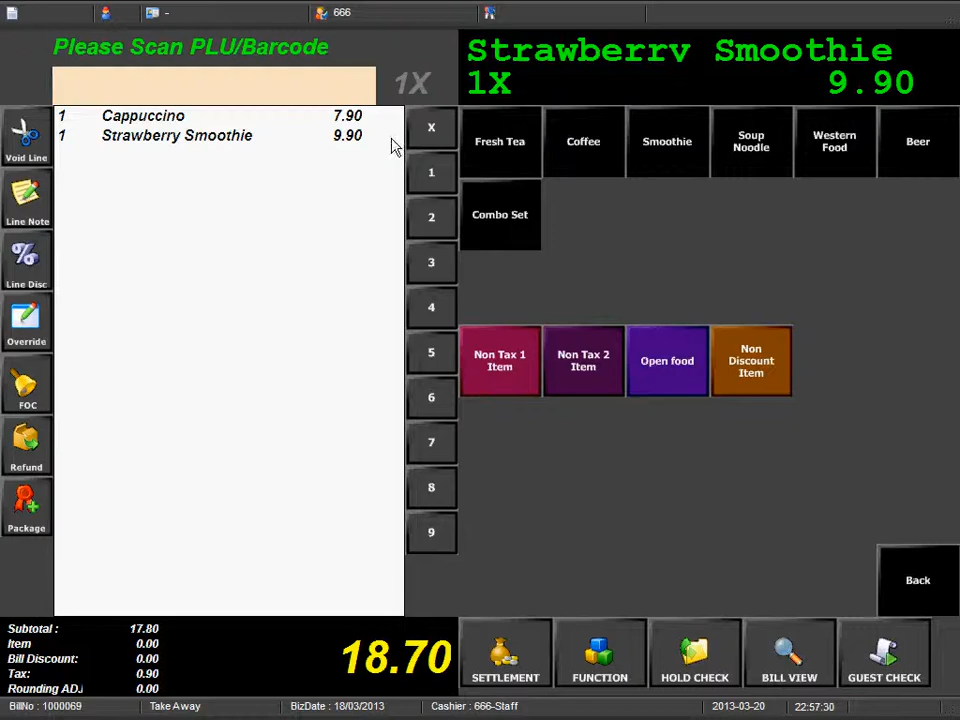 - 666
Please Scan PLU/Barcode
1X
Strawberry Smoothie
1X 9.90
1 Cappuccino 7.90
1 Strawberry Smoothie 9.90
Void Line
Line Note
Line Disc
Override
FOC
Refund
Package
X
1
2
3
4
5
6
7
8
9
Fresh Tea
Coffee
Smoothie
Soup
Noodle
Western
Food
Beer
Combo Set
Non Tax 1
Item
Non Tax 2
Item
Open food
Non
Discount
Item
Back
Subtotal : 17.80
Item 0.00
Bill Discount: 0.00
Tax: 0.90
Rounding ADJ 0.00
18.70
SETTLEMENT
FUNCTION
HOLD CHECK
BILL VIEW
GUEST CHECK
BillNo : 1000069 Take Away BizDate : 18/03/2013 Cashier : 666-Staff 2013-03-20 22:57:30